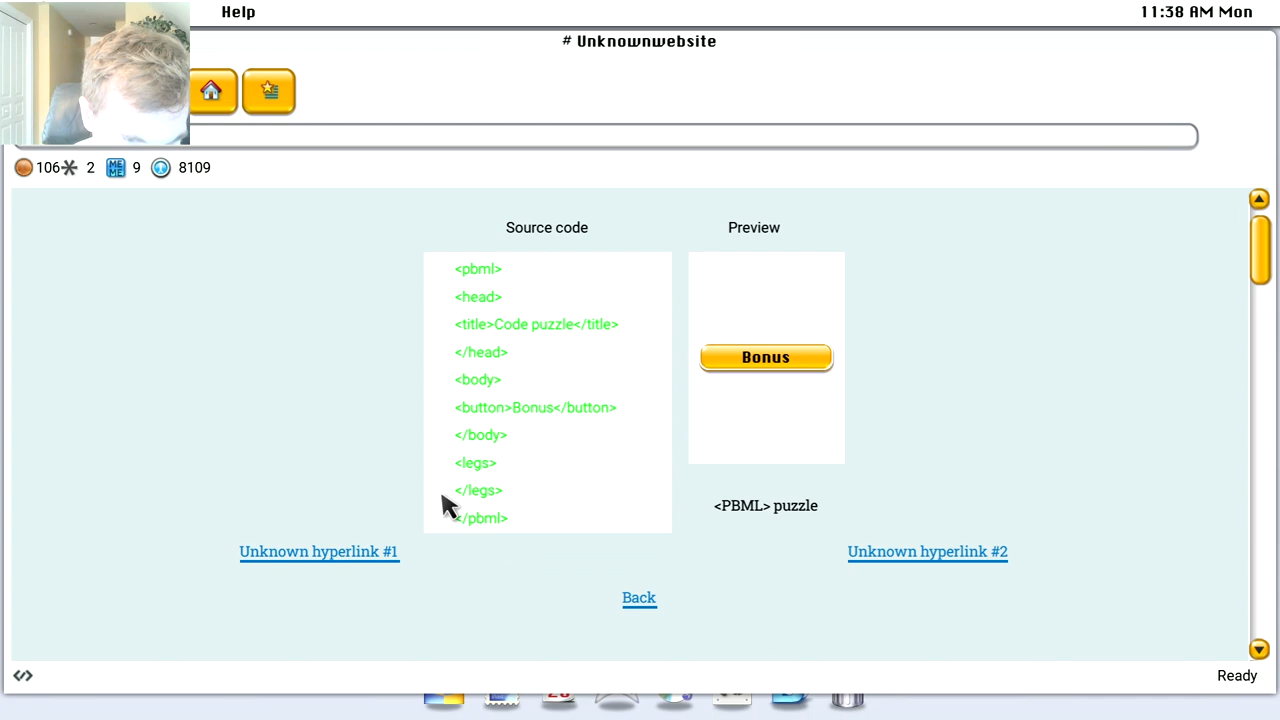 Help
11:38 AM Mon
# Unknownwebsite
106 2 ME ME 9 8109
Source code
Preview
<pbml>
<head>
<title>Code puzzle</title>
</head>
<body>
<button>Bonus</button>
</body>
<legs>
</legs>
</pbml>
Bonus
<PBML> puzzle
Unknown hyperlink #1
Unknown hyperlink #2
Back
Ready